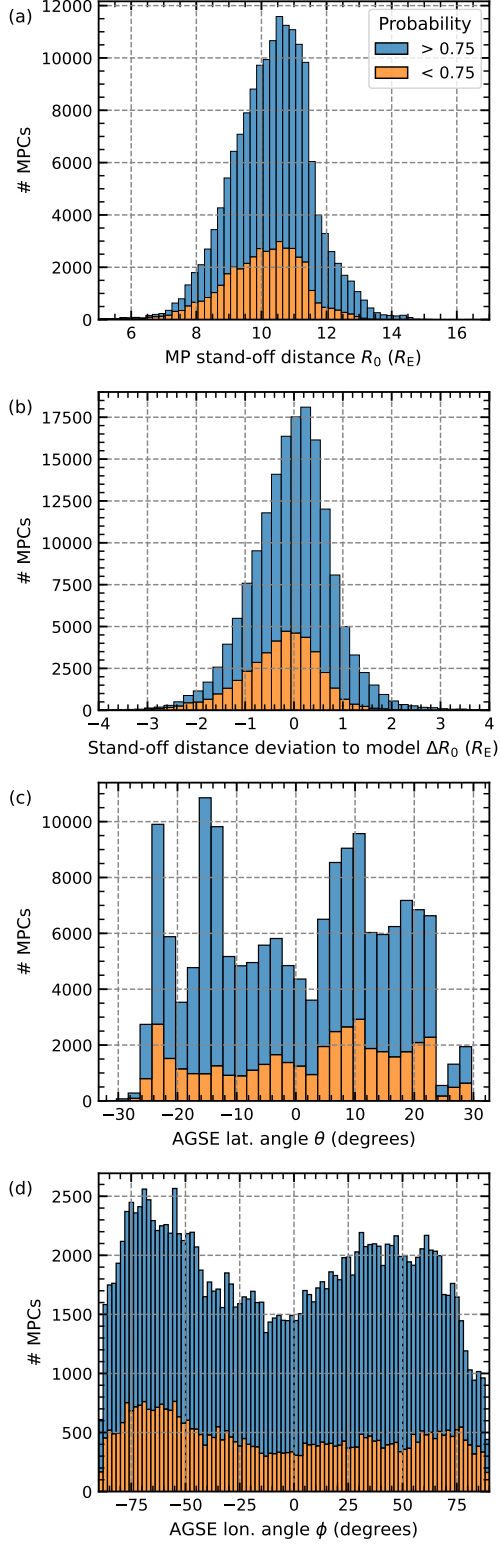 (a)
Probability
> 0.75
< 0.75
12000
10000
8000
6000
4000
2000
0
# MPCs
6 8 10 12 14 16
MP stand-off distance R0 (RE)
(b)
17500
15000
12500
10000
7500
5000
2500
0
# MPCs
−4 −3 −2 −1 0 1 2 3 4
Stand-off distance deviation to model ΔR0 (RE)
(c)
10000
8000
6000
4000
2000
0
# MPCs
−30 −20 −10 0 10 20 30
AGSE lat. angle θ (degrees)
(d)
2500
2000
1500
1000
500
0
# MPCs
−75 −50 −25 0 25 50 75
AGSE lon. angle ϕ (degrees)